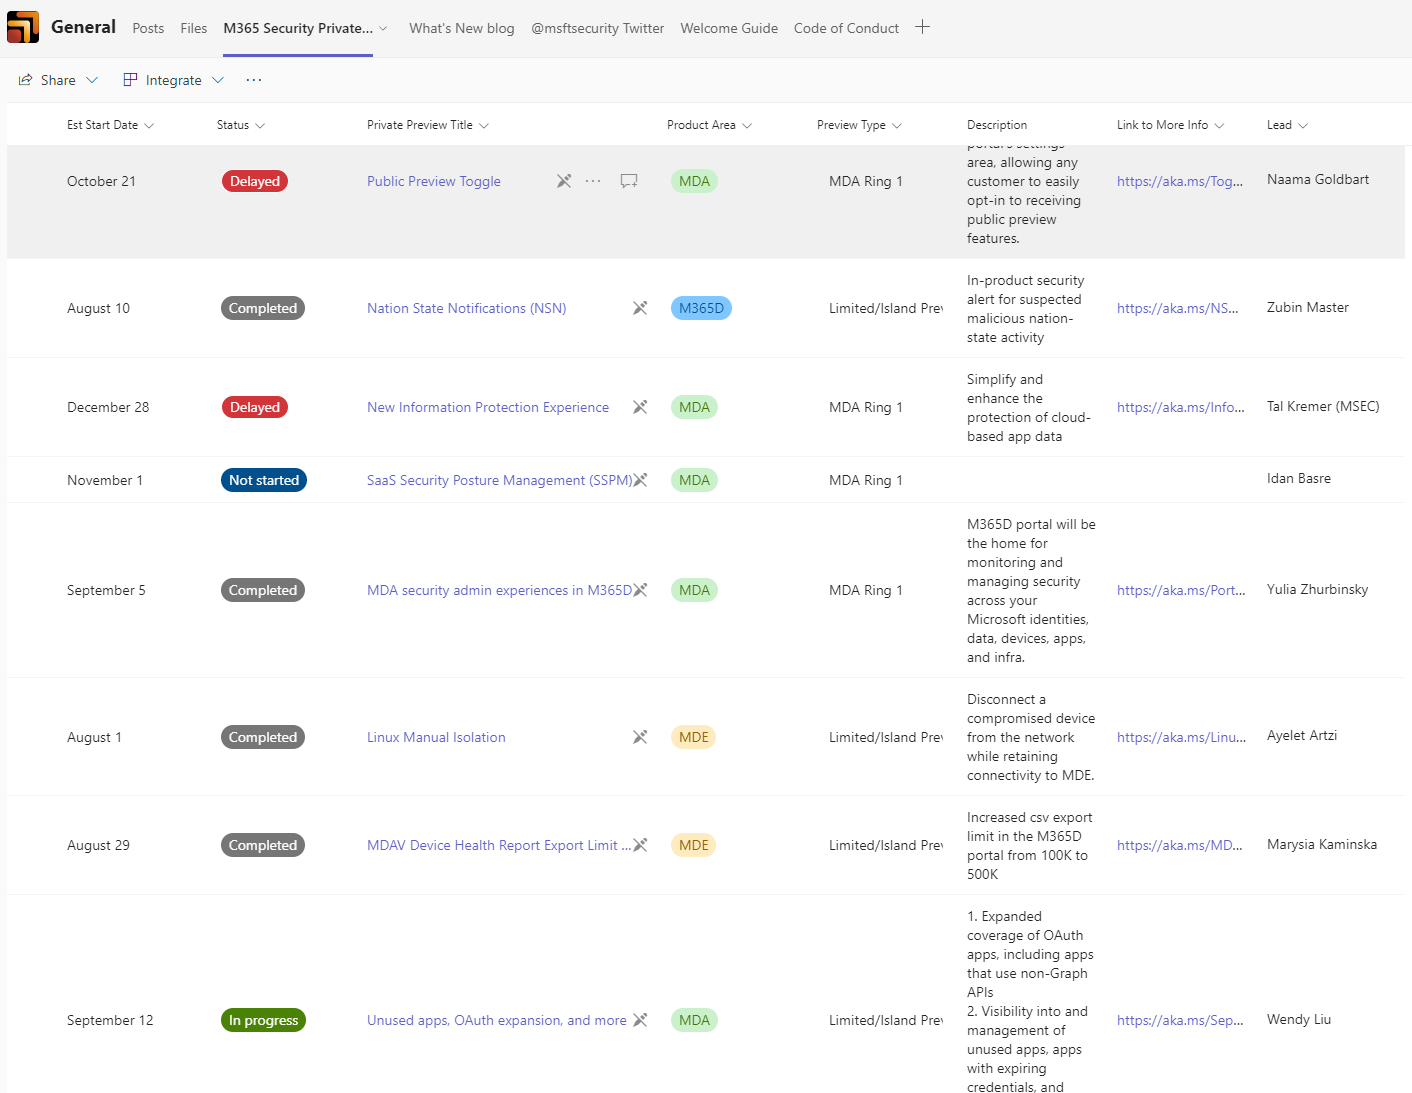 General Posts Files M365 Security Private... What's New blog @msftsecurity Twitter Welcome Guide Code of Conduct
Share Integrate ...
Est Start Date Status Private Preview Title Product Area Preview Type Description Link to More Info Lead
October 21 Delayed Public Preview Toggle ... MDA MDA Ring 1
portal's settings
area, allowing any
customer to easily
opt-in to receiving
public preview
features.
https://aka.ms/Tog... Naama Goldbart
August 10 Completed Nation State Notifications (NSN) M365D Limited/Island Prev
In-product security
alert for suspected
malicious nation-
state activity
https://aka.ms/NS... Zubin Master
December 28 Delayed New Information Protection Experience MDA MDA Ring 1
Simplify and
enhance the
protection of cloud-
based app data
https://aka.ms/Info... Tal Kremer (MSEC)
November 1 Not started SaaS Security Posture Management (SSPM) MDA MDA Ring 1 Idan Basre
September 5 Completed MDA security admin experiences in M365D MDA MDA Ring 1
M365D portal will be
the home for
monitoring and
managing security
across your
Microsoft identities,
data, devices, apps,
and infra.
https://aka.ms/Port... Yulia Zhurbinsky
August 1 Completed Linux Manual Isolation MDE Limited/Island Prev
Disconnect a
compromised device
from the network
while retaining
connectivity to MDE.
https://aka.ms/Linu... Ayelet Artzi
August 29 Completed MDAV Device Health Report Export Limit ... MDE Limited/Island Prev
Increased csv export
limit in the M365D
portal from 100K to
500K
https://aka.ms/MD... Marysia Kaminska
September 12 In progress Unused apps, OAuth expansion, and more MDA Limited/Island Prev
1. Expanded
coverage of OAuth
apps, including apps
that use non-Graph
APIs
2. Visibility into and
management of
unused apps, apps
with expiring
credentials, and
https://aka.ms/Sep... Wendy Liu